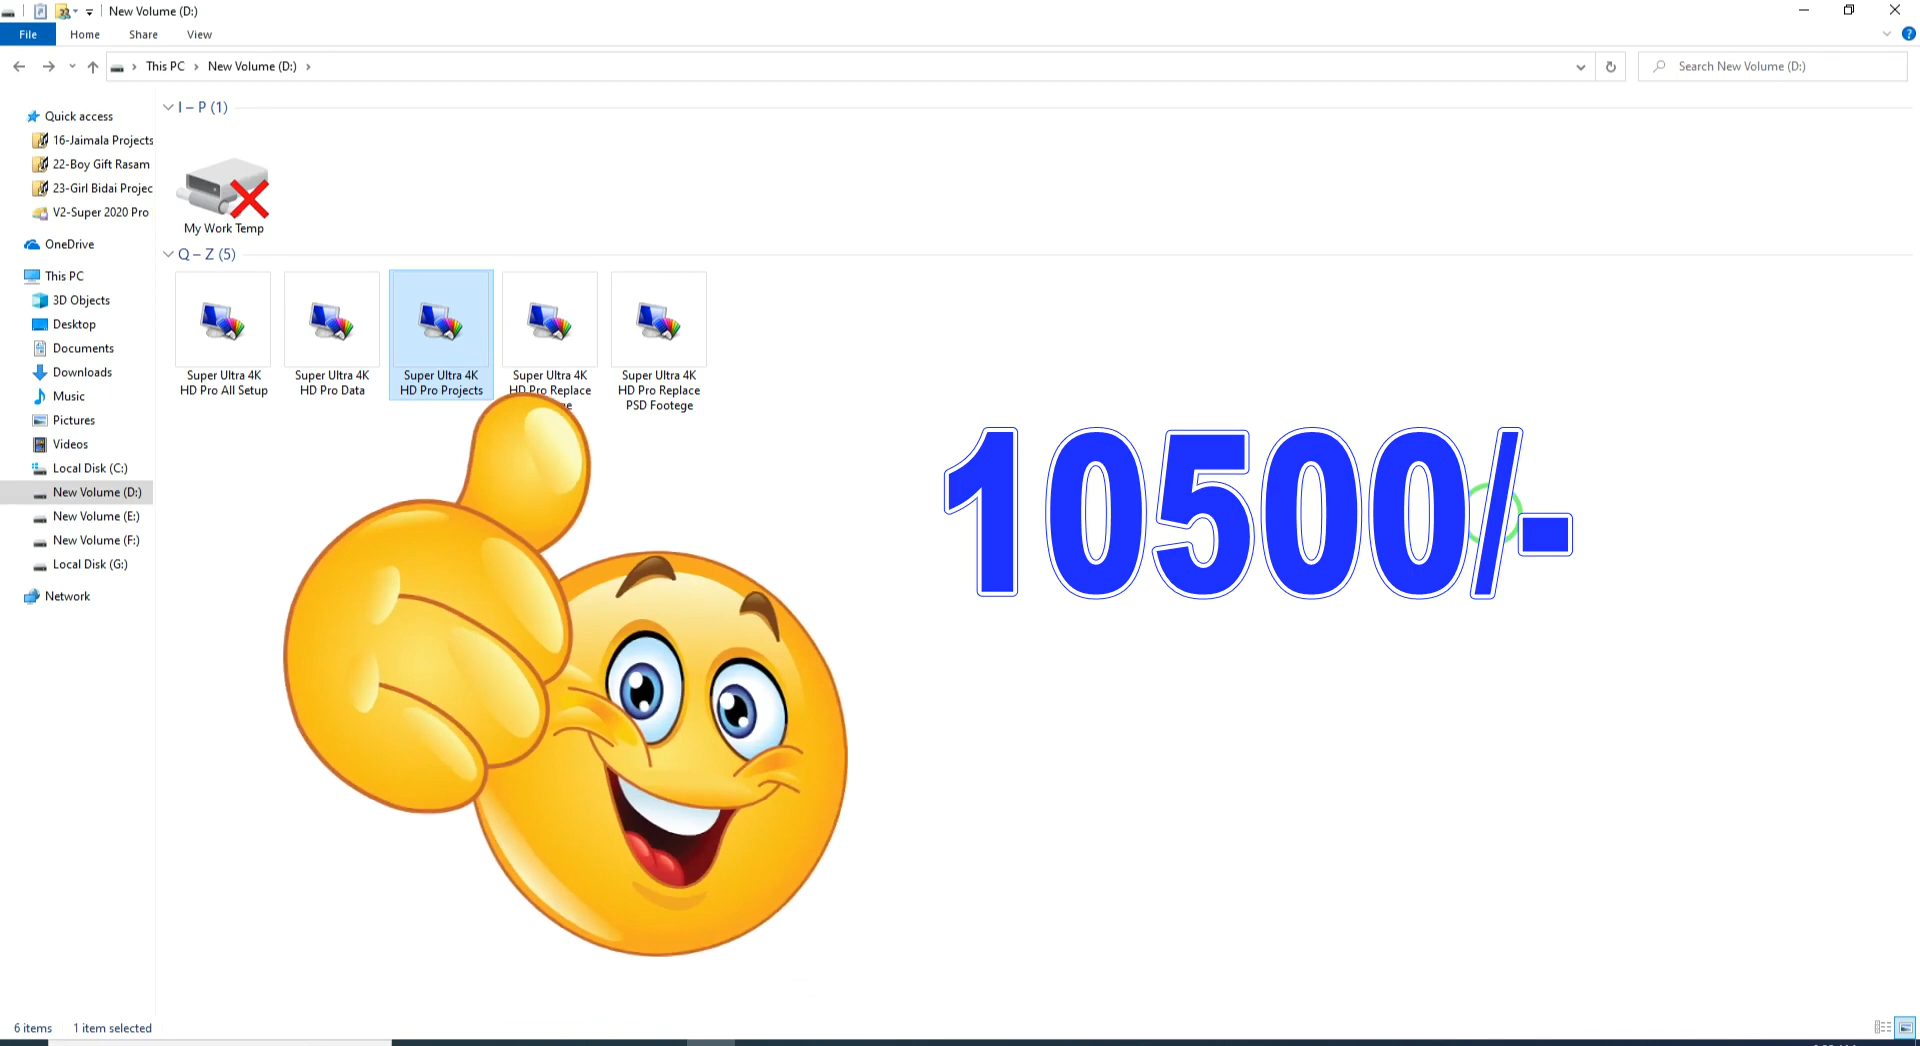 New Volume (D:)
File Home Share View
This PC New Volume (D:)
Search New Volume (D:)
Quick access
16-Jaimala Projects
22-Boy Gift Rasam
23-Girl Bidai Projec
V2-Super 2020 Pro
OneDrive
This PC
3D Objects
Desktop
Documents
Downloads
Music
Pictures
Videos
Local Disk (C:)
New Volume (D:)
New Volume (E:)
New Volume (F:)
Local Disk (G:)
Network
I – P (1)
My Work Temp
Q – Z (5)
Super Ultra 4K
HD Pro All Setup
Super Ultra 4K
HD Pro Data
Super Ultra 4K
HD Pro Projects
Super Ultra 4K
HD Pro Replace
Super Ultra 4K
HD Pro Replace
PSD Footege
10500/-
6 items 1 item selected